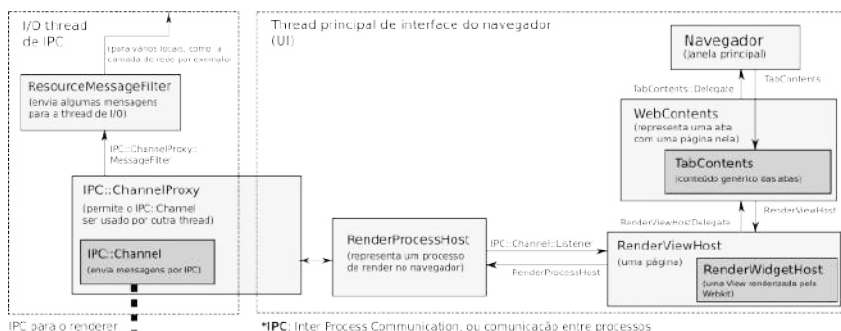 I/O thread
de IPC
(para vários locais, como a
camada de rede por exemplo)
ResourceMessageFilter
(envia algumas mensagens
para a thread de I/O)
IPC::ChannelProxy::
MessageFilter
IPC::ChannelProxy
(permite o IPC::Channel
ser usado por outra thread)
IPC::Channel
(envia mensagens por IPC)
IPC para o renderer
Thread principal de interface do navegador
(UI)
Navegador
(janela principal)
TabContents::Delegate
TabContents
WebContents
(representa uma aba
com uma página nela)
TabContents
(conteúdo genérico das abas)
RenderViewHostDelegate
RenderViewHost
RenderProcessHost
(representa um processo
de render no navegador)
IPC::Channel::Listener
RenderProcessHost
RenderViewHost
(uma página)
RenderWidgetHost
(uma View renderizada pelo
Webkit)
*IPC: Inter Process Communication, ou comunicação entre processos